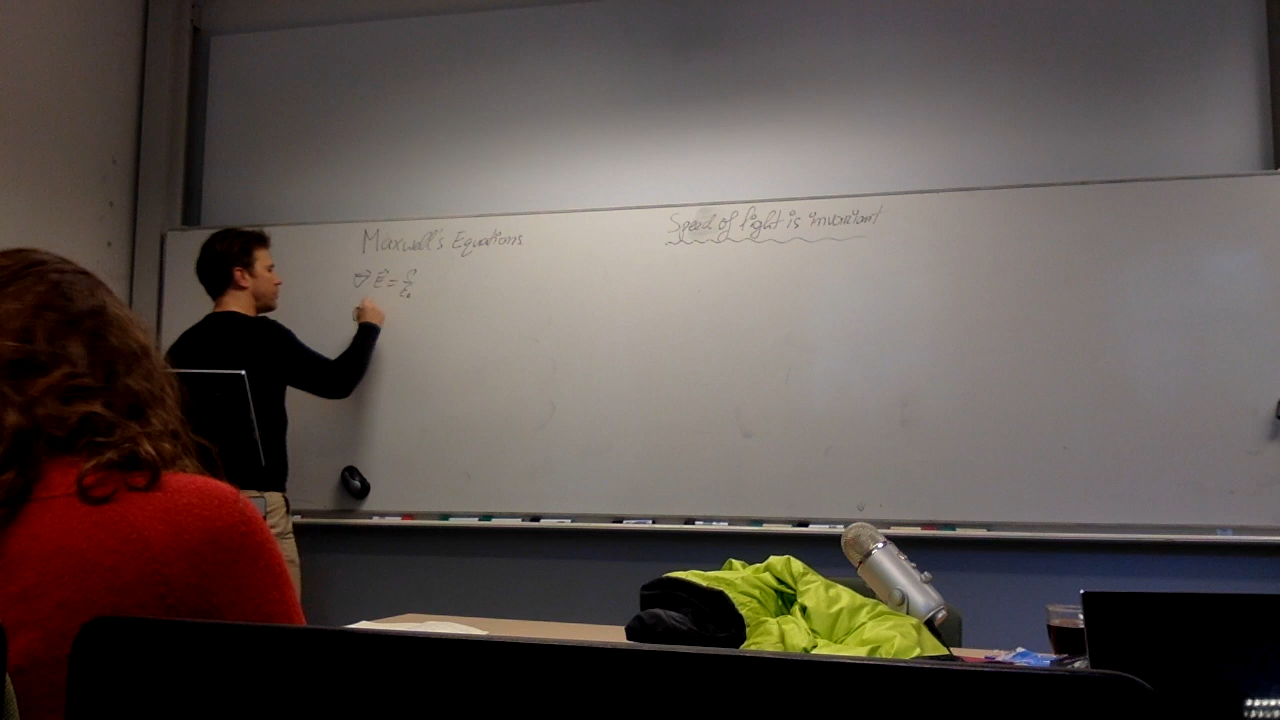 Maxwell's Equations
∇⃗·E⃗ = ρ/ε₀
Speed of light is invariant